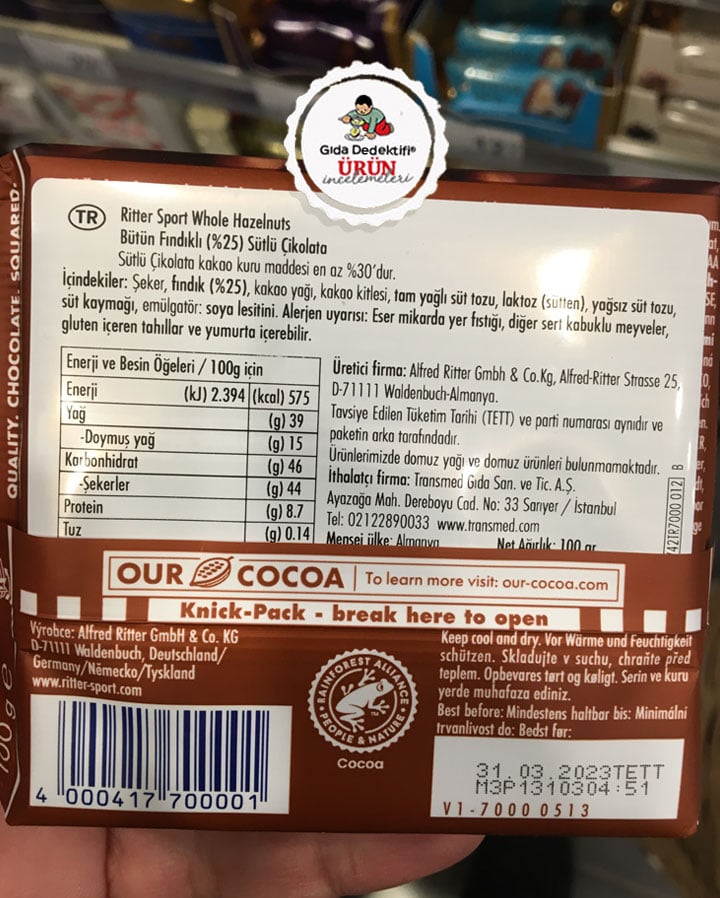 Gıda Dedektifi®
ÜRÜN
incelemeleri
QUALITY. CHOCOLATE. SQUARED.
TR
Ritter Sport Whole Hazelnuts
Bütün Fındıklı (%25) Sütlü Çikolata
Sütlü Çikolata kakao kuru maddesi en az %30'dur.
İçindekiler: Şeker, fındık (%25), kakao yağı, kakao kitlesi, tam yağlı süt tozu, laktoz (sütten), yağsız süt tozu,
süt kaymağı, emülgatör: soya lesitini. Alerjen uyarısı: Eser mikarda yer fıstığı, diğer sert kabuklu meyveler,
gluten içeren tahıllar ve yumurta içerebilir.
Enerji ve Besin Öğeleri / 100g için
Enerji (kJ) 2.394 (kcal) 575
Yağ (g) 39
-Doymuş yağ (g) 15
Karbonhidrat (g) 46
-Şekerler (g) 44
Protein (g) 8.7
Tuz (g) 0.14
Üretici firma: Alfred Ritter Gmbh & Co.Kg, Alfred-Ritter Strasse 25,
D-71111 Waldenbuch-Almanya.
Tavsiye Edilen Tüketim Tarihi (TETT) ve parti numarası aynıdır ve
paketin arka tarafındadır.
Ürünlerimizde domuz yağı ve domuz ürünleri bulunmamaktadır.
İthalatçı firma: Transmed Gıda San. ve Tic. A.Ş.
Ayazağa Mah. Dereboyu Cad. No: 33 Sarıyer / İstanbul
Tel: 02122890033 www.transmed.com
Menşei ülke: Almanya Net Ağırlık: 100 gr
742TR7000 012 B
OUR COCOA To learn more visit: our-cocoa.com
Knick-Pack - break here to open
Výrobce: Alfred Ritter GmbH & Co. KG
D-71111 Waldenbuch, Deutschland/
Germany/Německo/Tyskland
www.ritter-sport.com
100 g e
4 000417 700001
RAINFOREST ALLIANCE
PEOPLE & NATURE
TM
Cocoa
Keep cool and dry. Vor Wärme und Feuchtigkeit
schützen. Skladujte v suchu, chraňte před
teplem. Opbevares tørt og køligt. Serin ve kuru
yerde muhafaza ediniz.
Best before: Mindestens haltbar bis: Minimální
trvanlivost do: Bedst før:
31.03.2023TETT
M3P1310304:51
V1-7000 0513